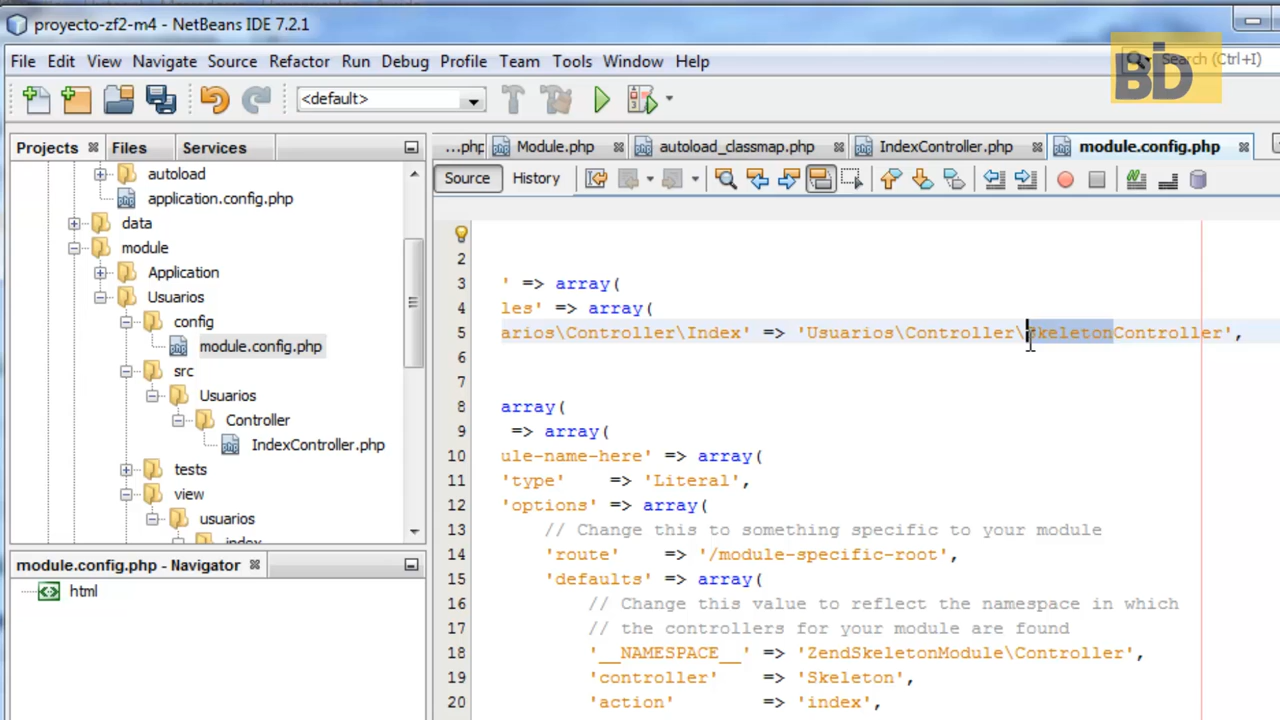 proyecto-zf2-m4 - NetBeans IDE 7.2.1
File Edit View Navigate Source Refactor Run Debug Profile Team Tools Window Help
Search (Ctrl+I)
BID
<default>
Projects Files Services
...php Module.php autoload_classmap.php IndexController.php module.config.php
Source History
autoload
application.config.php
data
module
Application
Usuarios
config
module.config.php
src
Usuarios
Controller
IndexController.php
tests
view
usuarios
index
module.config.php - Navigator
html
2
3 ' => array(
4 les' => array(
5 arios\Controller\Index' => 'Usuarios\Controller\SkeletonController',
6
7
8 array(
9 => array(
10 ule-name-here' => array(
11 'type' => 'Literal',
12 'options' => array(
13 // Change this to something specific to your module
14 'route' => '/module-specific-root',
15 'defaults' => array(
16 // Change this value to reflect the namespace in which
17 // the controllers for your module are found
18 '__NAMESPACE__' => 'ZendSkeletonModule\Controller',
19 'controller' => 'Skeleton',
20 'action' => 'index',